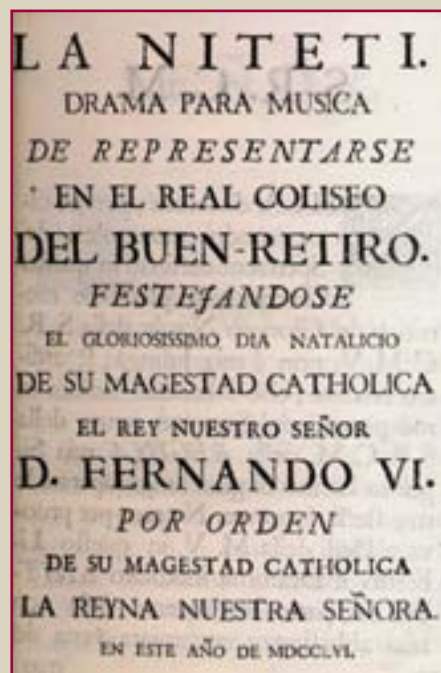 LA NITETI.
DRAMA PARA MUSICA
DE REPRESENTARSE
EN EL REAL COLISEO
DEL BUEN-RETIRO.
FESTEJANDOSE
EL GLORIOSISSIMO DIA NATALICIO
DE SU MAGESTAD CATHOLICA
EL REY NUESTRO SEÑOR
D. FERNANDO VI.
POR ORDEN
DE SU MAGESTAD CATHOLICA
LA REYNA NUESTRA SEÑORA.
EN ESTE AÑO DE MDCCLVI.